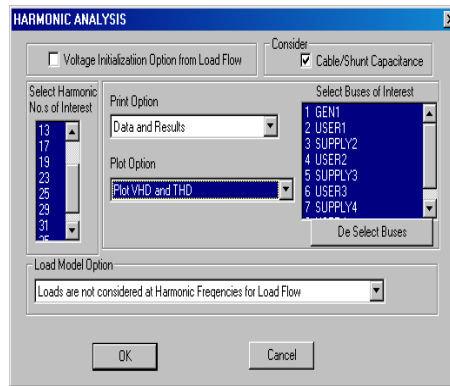 HARMONIC ANALYSIS
Voltage Initializatiion Option from Load Flow
Consider
Cable/Shunt Capacitance
Select Harmonic
No.s of Interest
13
17
19
23
25
29
31
Print Option
Data and Results
Plot Option
Plot VHD and THD
Select Buses of Interest
1 GEN1
2 USER1
3 SUPPLY2
4 USER2
5 SUPPLY3
6 USER3
7 SUPPLY4
De Select Buses
Load Model Option
Loads are not considered at Harmonic Freqencies for Load Flow
OK
Cancel